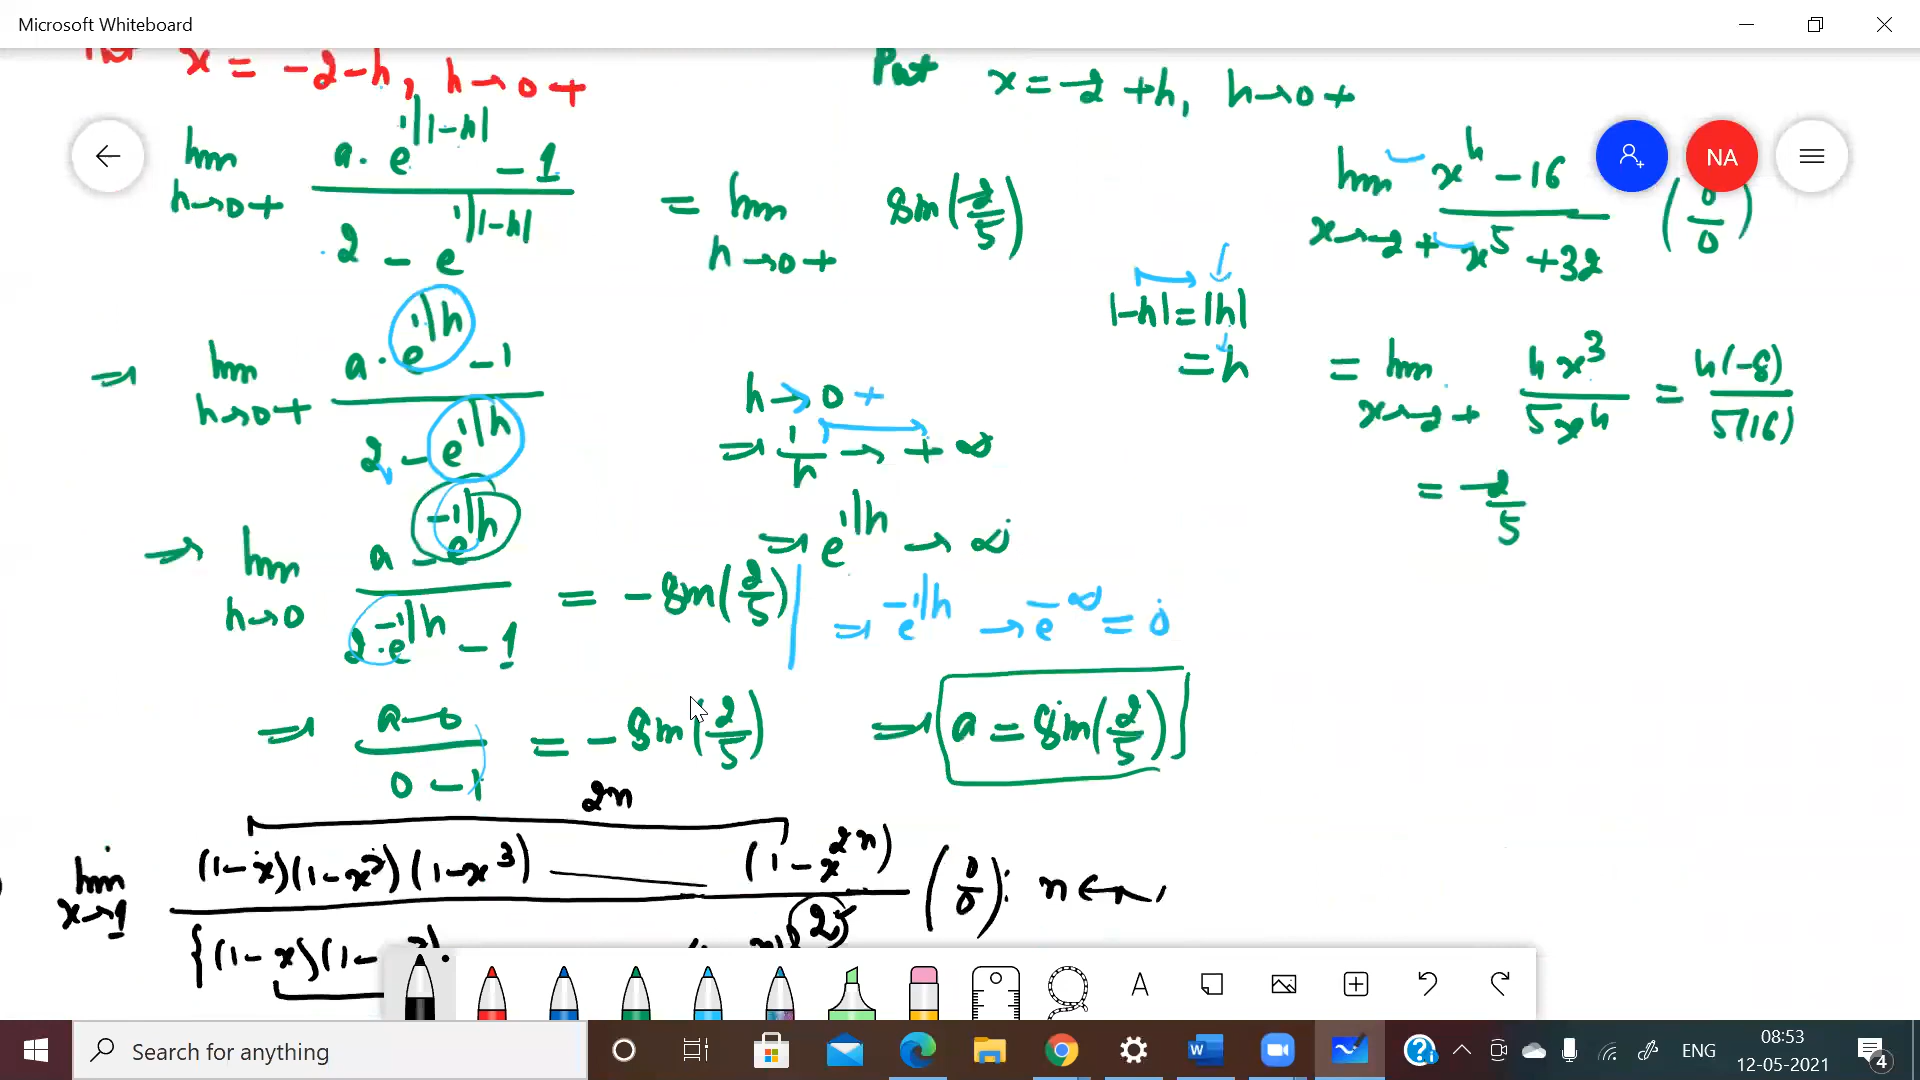 Microsoft Whiteboard
x = -2-h, h→0+
Put x = -2+h, h→0+
NA
lim h→0+ (a·e^(1/|-h|) - 1)/(2 - e^(1/|-h|)) = lim h→0+ sin(-2/5)
lim x→-2+ (x^4 - 16)/(x^5 + 32) (0/0)
|-h| = |h|
= h
⇒ lim h→0+ (a·e^(1/h) - 1)/(2 - e^(1/h))
h→0+
⇒ 1/h → +∞
= lim x→-2+ 4x^3/5x^4 = 4(-8)/5(16)
= -2/5
⇒ e^(1/h) → ∞
⇒ lim h→0 (a - e^(-1/h))/(2·e^(-1/h) - 1) = -sin(2/5)
⇒ e^(-1/h) → e^(-∞) = 0
⇒ (a-0)/(0-1) = -sin(2/5) ⇒ a = sin(2/5)
2n
lim x→1 (1-x)(1-x^2)(1-x^3) ——— (1-x^(2n))
(0/0): n∈N
{(1-x)(1-
2
Search for anything
ENG
08:53
12-05-2021
4